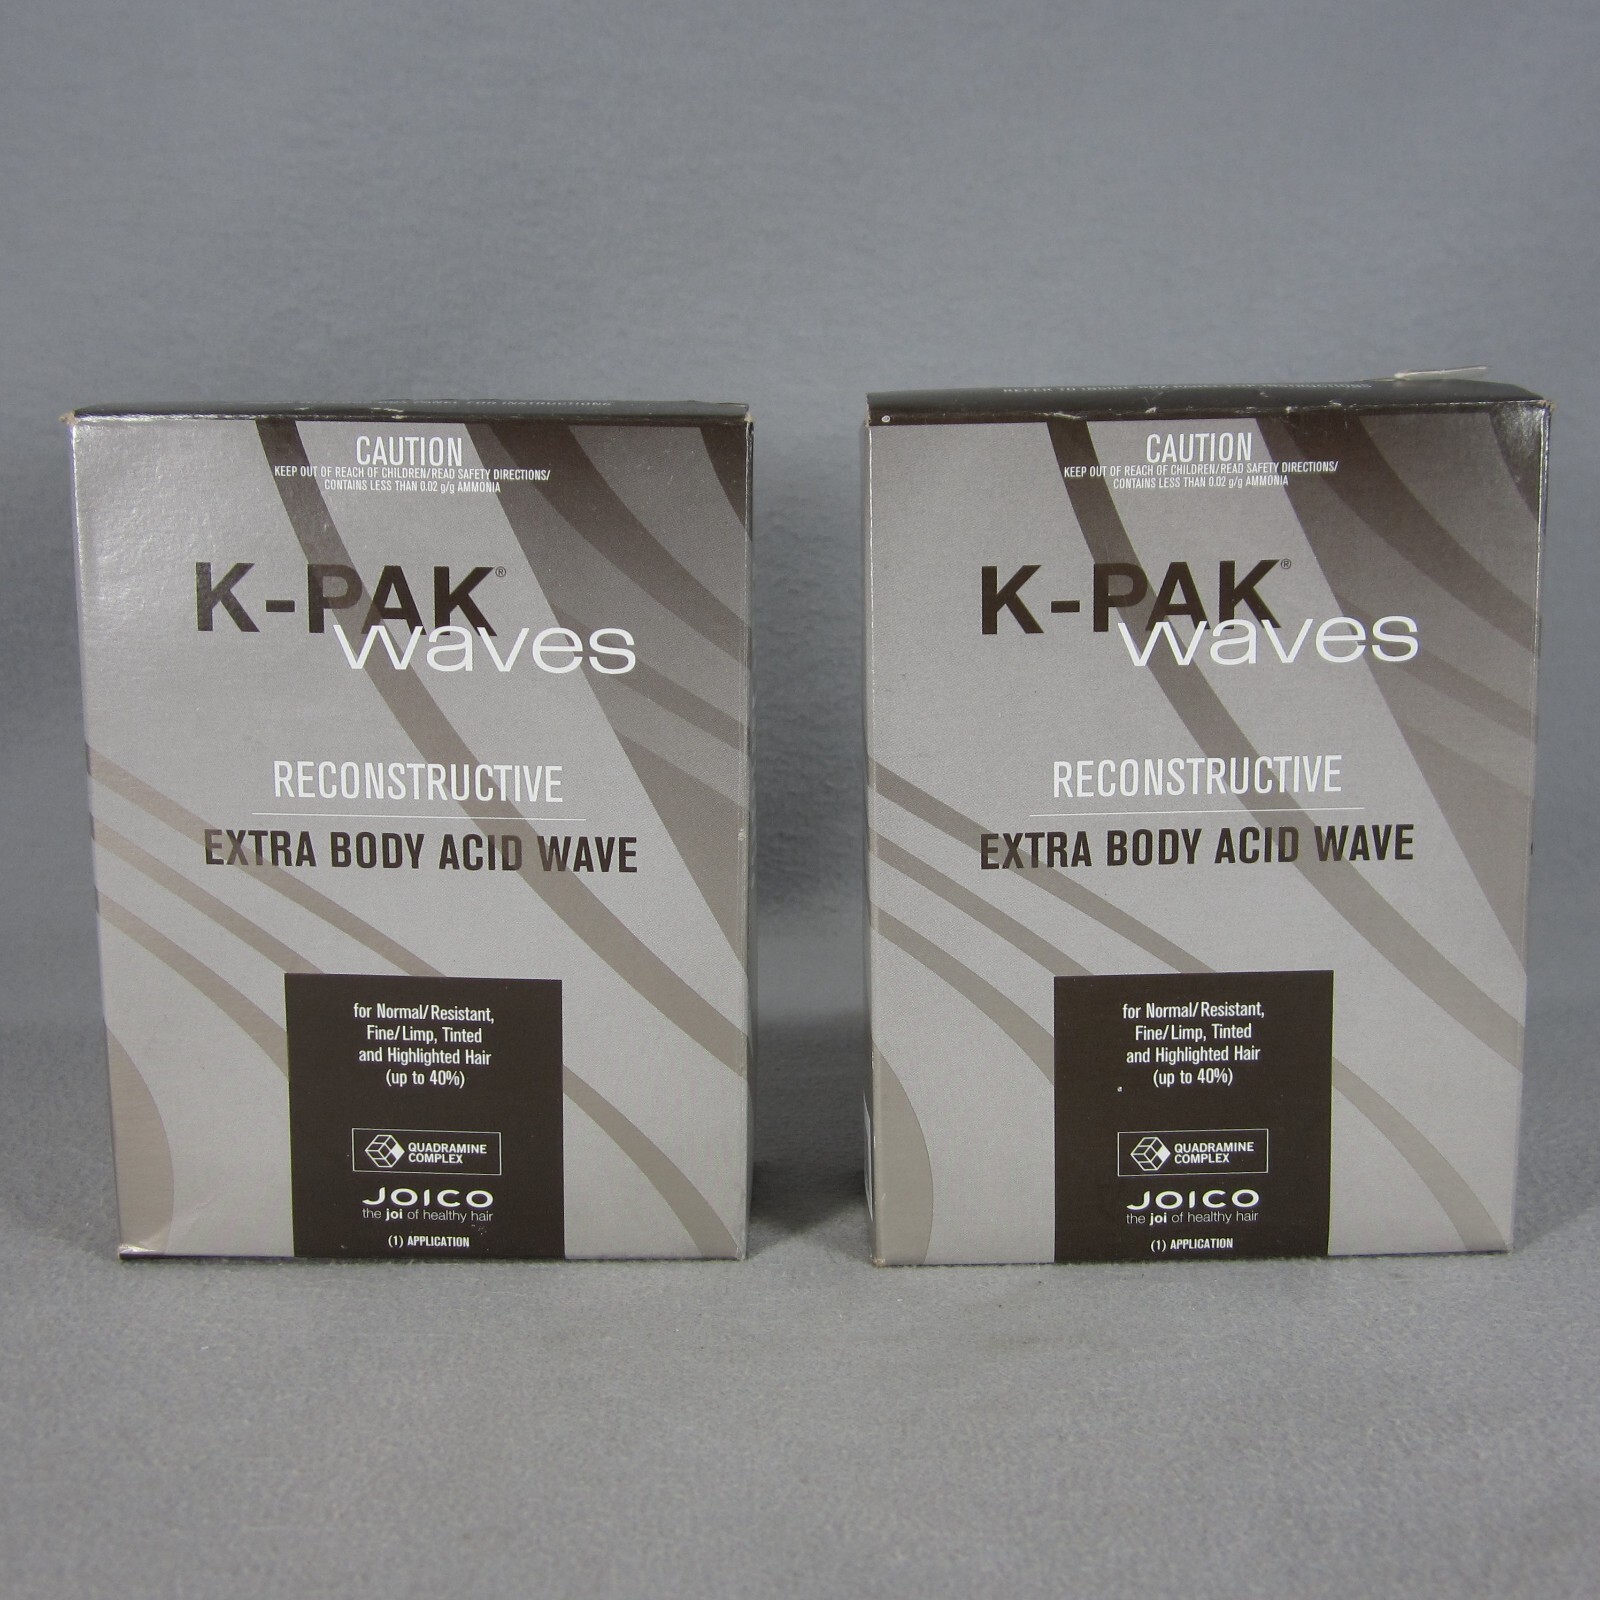 CAUTION
KEEP OUT OF REACH OF CHILDREN/READ SAFETY DIRECTIONS/
CONTAINS LESS THAN 0.02 g/g AMMONIA
K-PAK®
waves
RECONSTRUCTIVE
EXTRA BODY ACID WAVE
for Normal/Resistant,
Fine/Limp, Tinted
and Highlighted Hair
(up to 40%)
QUADRAMINE
COMPLEX
JOICO
the joi of healthy hair
(1) APPLICATION
INSTRUCTIONS
CAUTION
KEEP OUT OF REACH OF CHILDREN/READ SAFETY DIRECTIONS/
CONTAINS LESS THAN 0.02 g/g AMMONIA
K-PAK®
waves
RECONSTRUCTIVE
EXTRA BODY ACID WAVE
for Normal/Resistant,
Fine/Limp, Tinted
and Highlighted Hair
(up to 40%)
QUADRAMINE
COMPLEX
JOICO
the joi of healthy hair
(1) APPLICATION